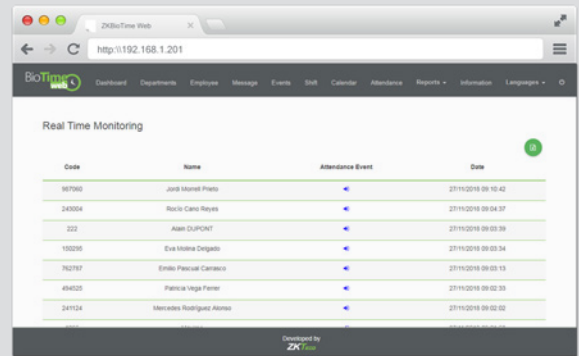 ZKBioTime Web
http:\\192.168.1.201
BioTime web
Dashboard Departments Employee Message Events Shift Calendar Attendance Reports Information Languages
Real Time Monitoring
Code Name Attendance Event Date
Jordi Morrell Prieto 27/11/2018 09:10:42
245004 Rocío Cano Reyes 27/11/2018 09:04:37
222 Alain DUPONT 27/11/2018 09:03:39
Eva Molina Delgado 27/11/2018 09:03:34
762797 Emilio Pascual Carrasco 27/11/2018 09:03:13
494525 Patricia Vega Ferrer 27/11/2018 09:02:33
241124 Mercedes Rodríguez Alonso 27/11/2018 09:02:02
Developed by
ZKTeco